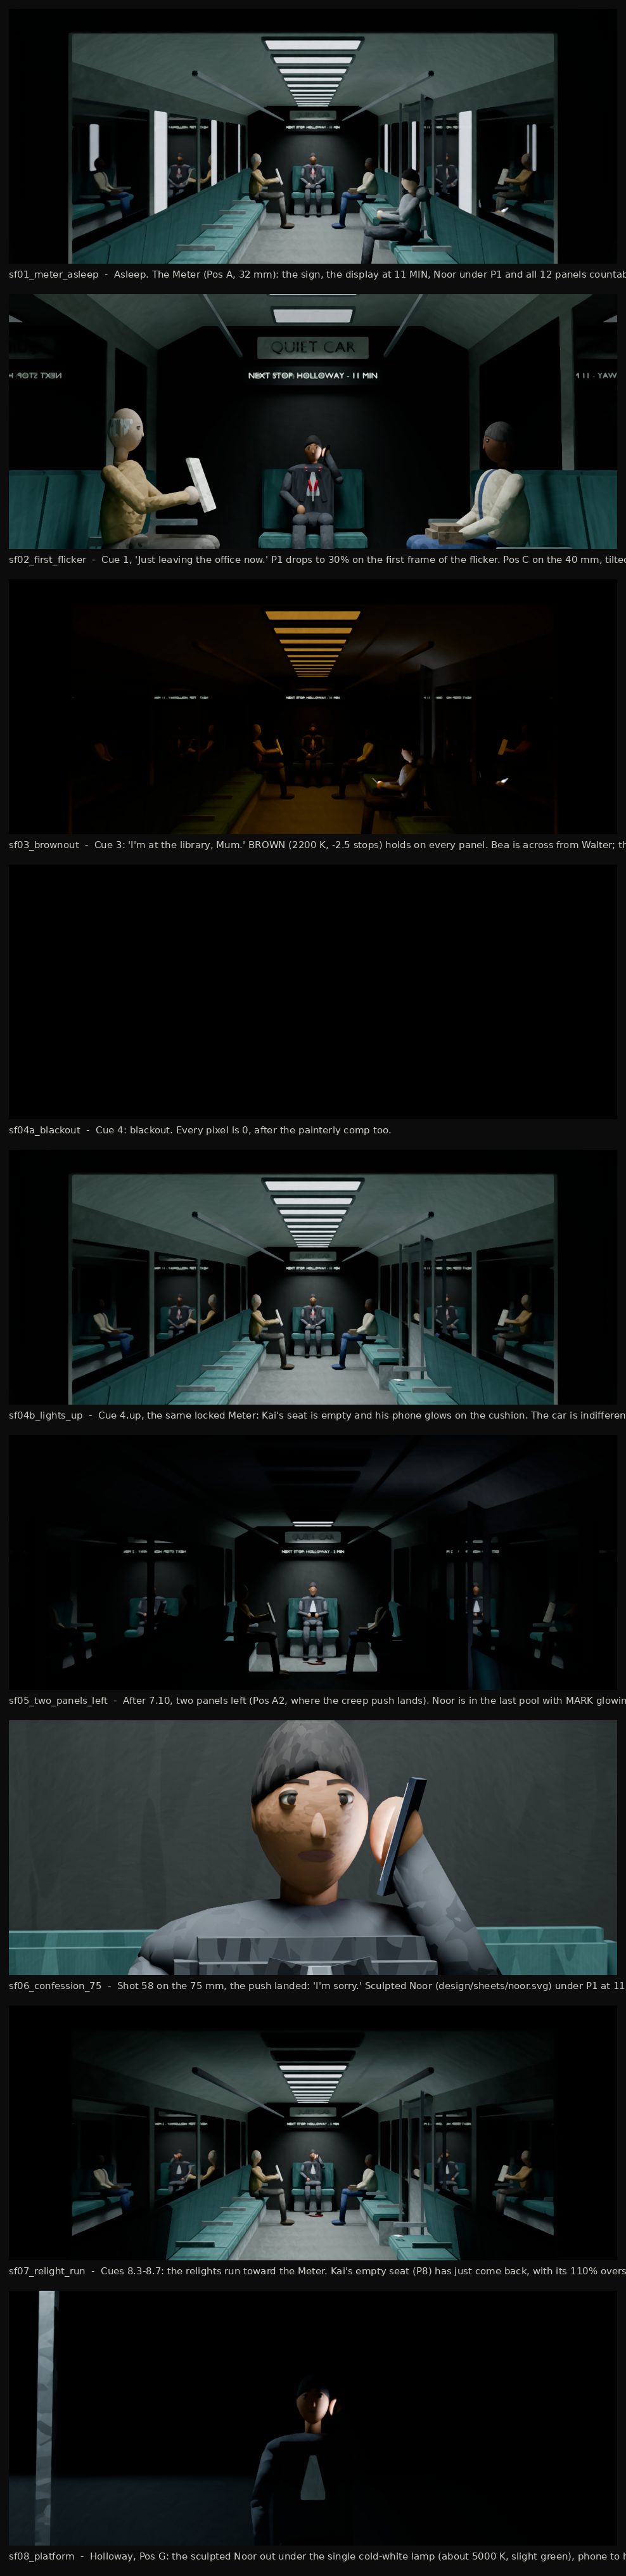 sf01_meter_asleep - Asleep. The Meter (Pos A, 32 mm): the sign, the display at 11 MIN, Noor under P1 and all 12 panels countab
QUIET CAR
NEXT STOP: HOLLOWAY - 11 MIN
sf02_first_flicker - Cue 1, 'Just leaving the office now.' P1 drops to 30% on the first frame of the flicker. Pos C on the 40 mm, tilted
sf03_brownout - Cue 3: 'I'm at the library, Mum.' BROWN (2200 K, -2.5 stops) holds on every panel. Bea is across from Walter; th
sf04a_blackout - Cue 4: blackout. Every pixel is 0, after the painterly comp too.
sf04b_lights_up - Cue 4.up, the same locked Meter: Kai's seat is empty and his phone glows on the cushion. The car is indifferen
QUIET CAR
sf05_two_panels_left - After 7.10, two panels left (Pos A2, where the creep push lands). Noor is in the last pool with MARK glowin
sf06_confession_75 - Shot 58 on the 75 mm, the push landed: 'I'm sorry.' Sculpted Noor (design/sheets/noor.svg) under P1 at 11
sf07_relight_run - Cues 8.3-8.7: the relights run toward the Meter. Kai's empty seat (P8) has just come back, with its 110% overs
sf08_platform - Holloway, Pos G: the sculpted Noor out under the single cold-white lamp (about 5000 K, slight green), phone to h